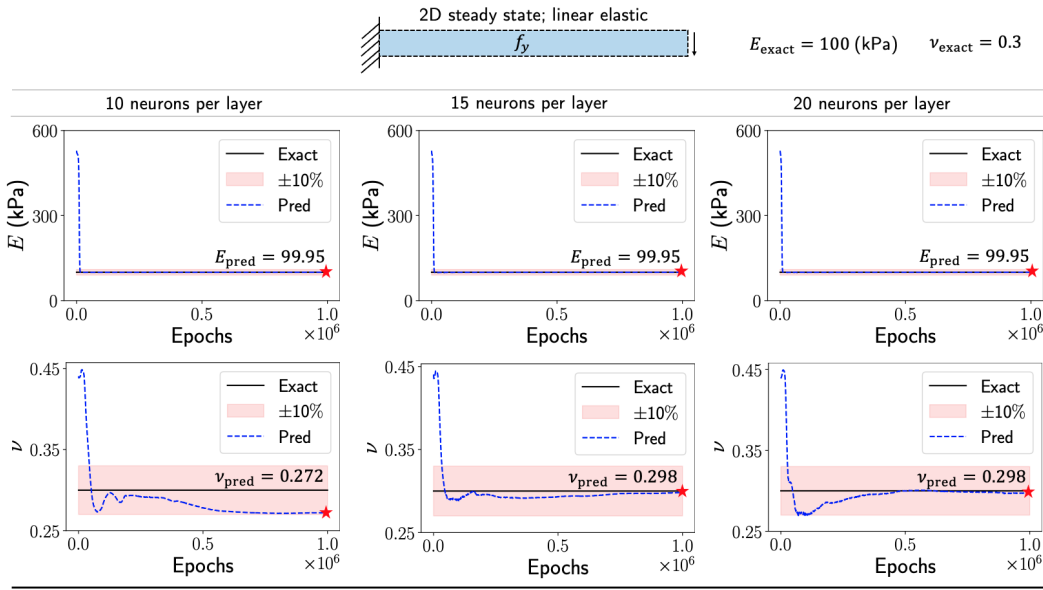 2D steady state; linear elastic
f_y
E_exact = 100 (kPa) ν_exact = 0.3
10 neurons per layer
15 neurons per layer
20 neurons per layer
600
300
0
E (kPa)
Exact
±10%
Pred
E_pred = 99.95
0.0 0.5 1.0
Epochs
×10^6
600
300
0
E (kPa)
Exact
±10%
Pred
E_pred = 99.95
0.0 0.5 1.0
Epochs
×10^6
600
300
0
E (kPa)
Exact
±10%
Pred
E_pred = 99.95
0.0 0.5 1.0
Epochs
×10^6
0.45
0.35
0.25
ν
Exact
±10%
Pred
ν_pred = 0.272
0.0 0.5 1.0
Epochs
×10^6
0.45
0.35
0.25
ν
Exact
±10%
Pred
ν_pred = 0.298
0.0 0.5 1.0
Epochs
×10^6
0.45
0.35
0.25
ν
Exact
±10%
Pred
ν_pred = 0.298
0.0 0.5 1.0
Epochs
×10^6